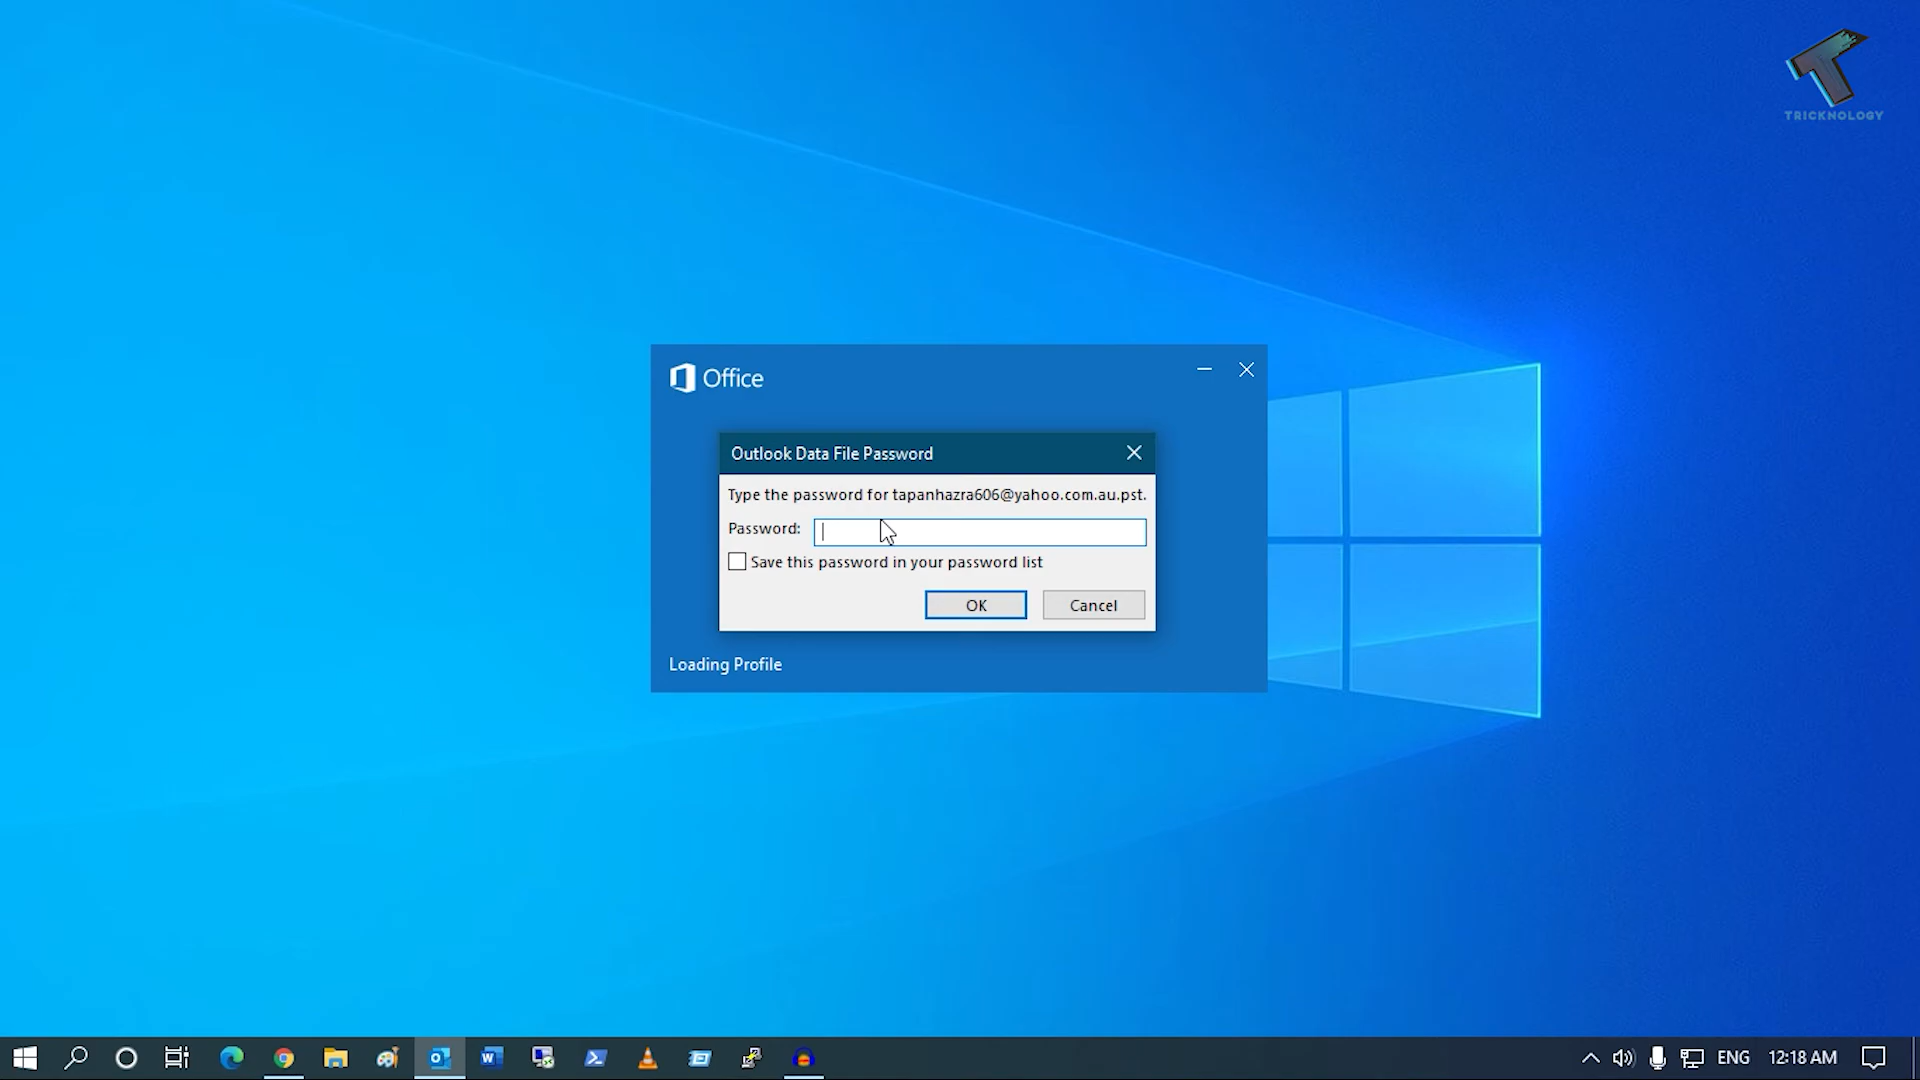 TRICKNOLOGY
Office
Outlook Data File Password
Type the password for tapanhazra606@yahoo.com.au.pst.
Password:
Save this password in your password list
OK
Cancel
Loading Profile
ENG
12:18 AM